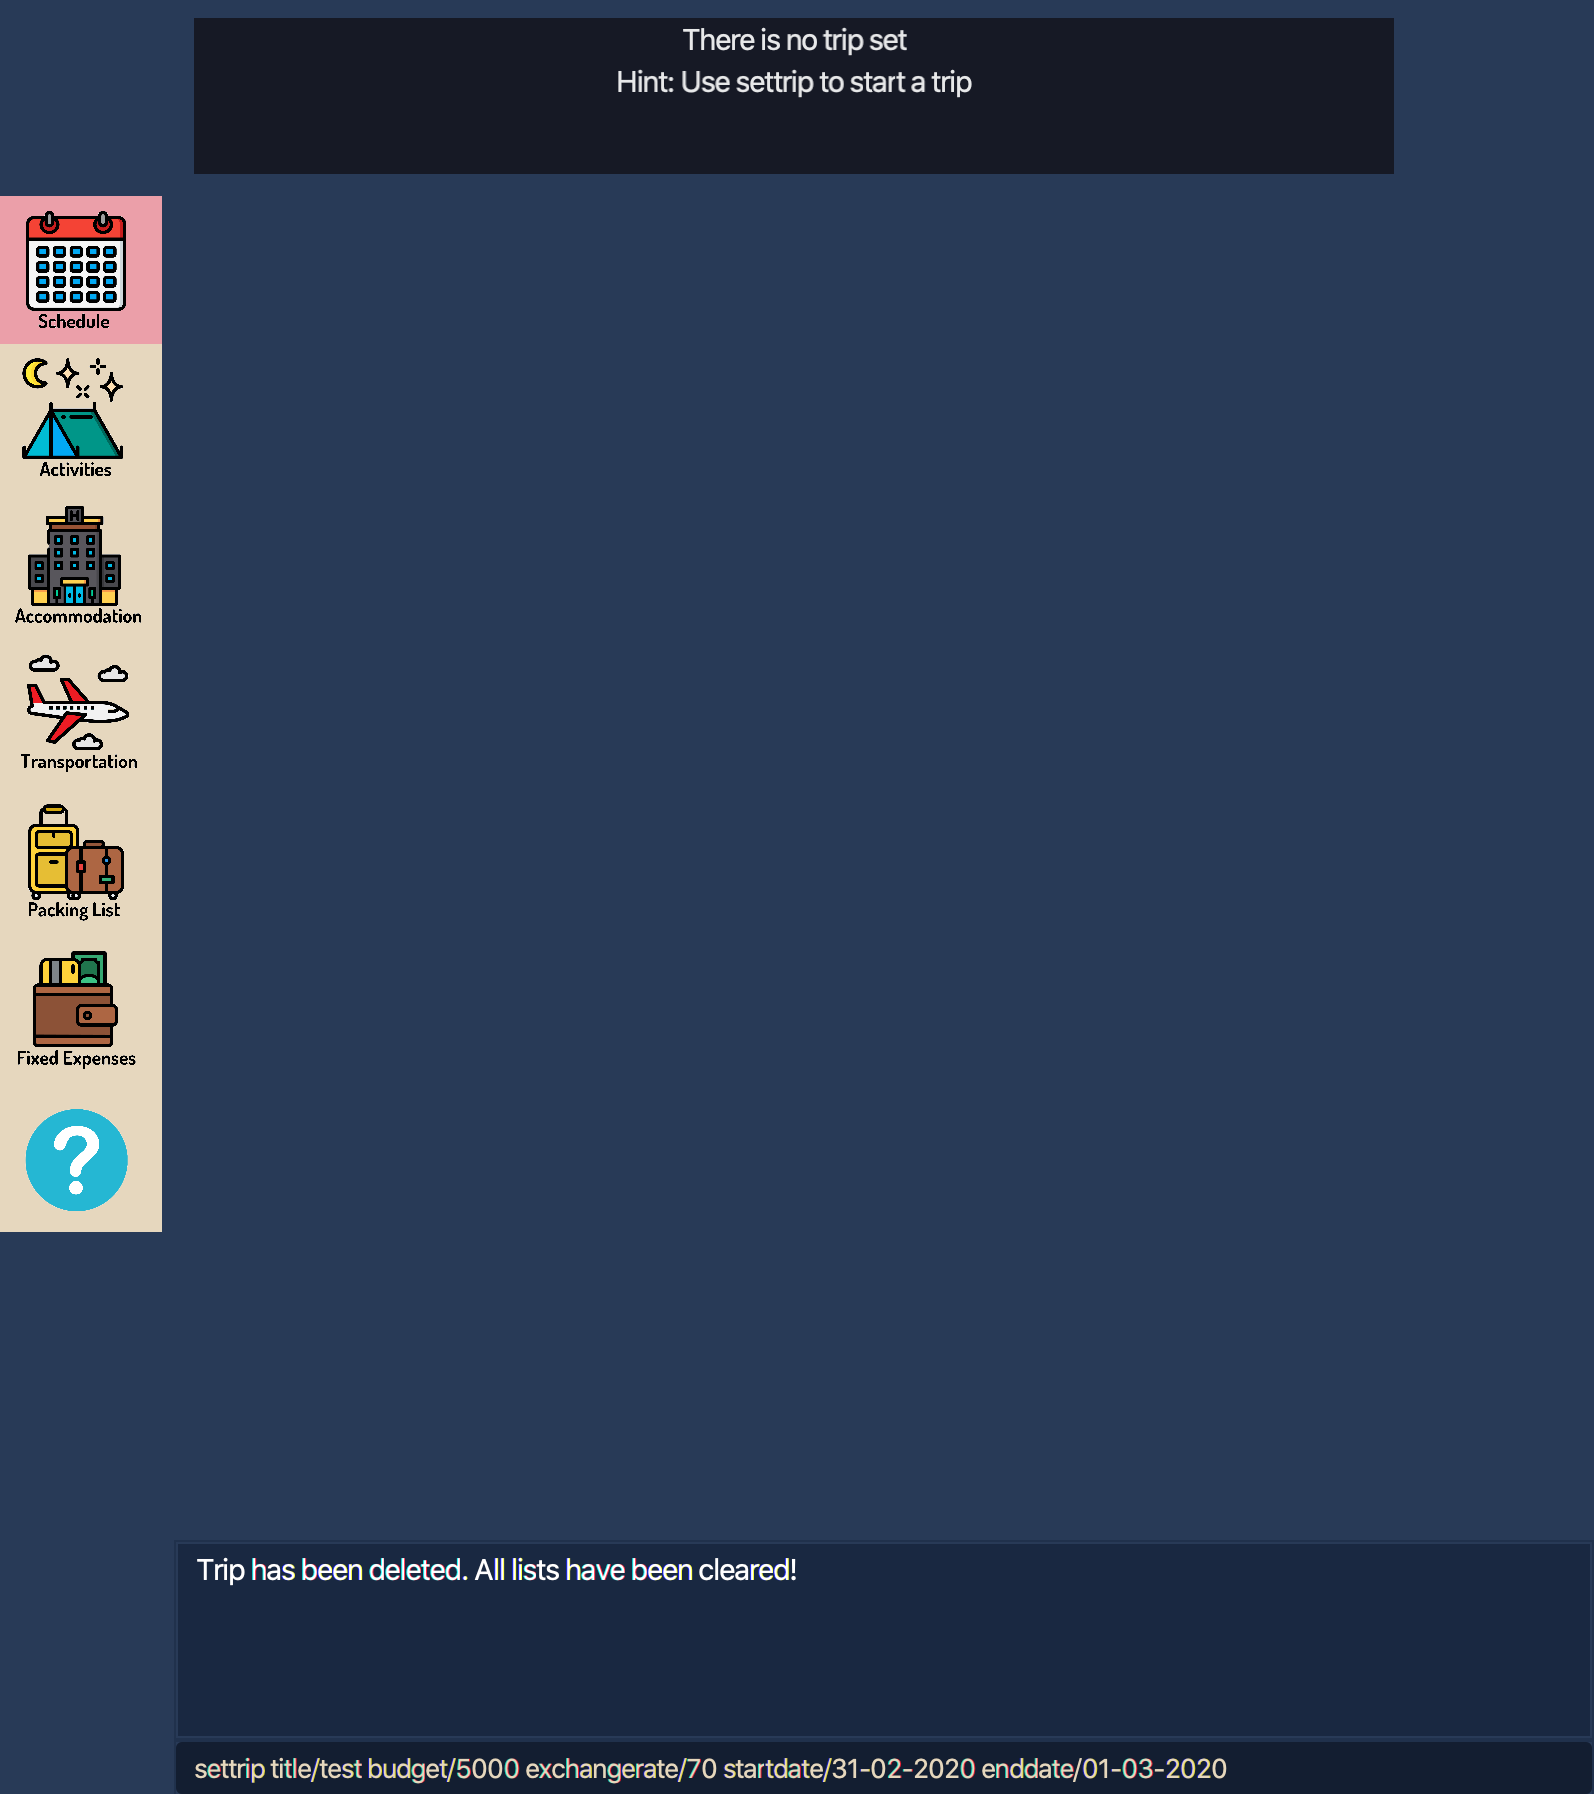 There is no trip set
Hint: Use settrip to start a trip
Schedule
Activities
H
Accommodation
Transportation
Packing List
Fixed Expenses
?
Trip has been deleted. All lists have been cleared!
settrip title/test budget/5000 exchangerate/70 startdate/31-02-2020 enddate/01-03-2020